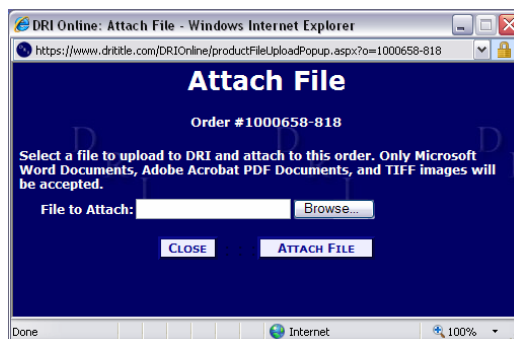 DRI Online: Attach File - Windows Internet Explorer
https://www.drititle.com/DRIOnline/productFileUploadPopup.aspx?o=1000658-818
Attach File
Order #1000658-818
Select a file to upload to DRI and attach to this order. Only Microsoft
Word Documents, Adobe Acrobat PDF Documents, and TIFF images will
be accepted.
File to Attach: Browse...
CLOSE ATTACH FILE
Done Internet 100%